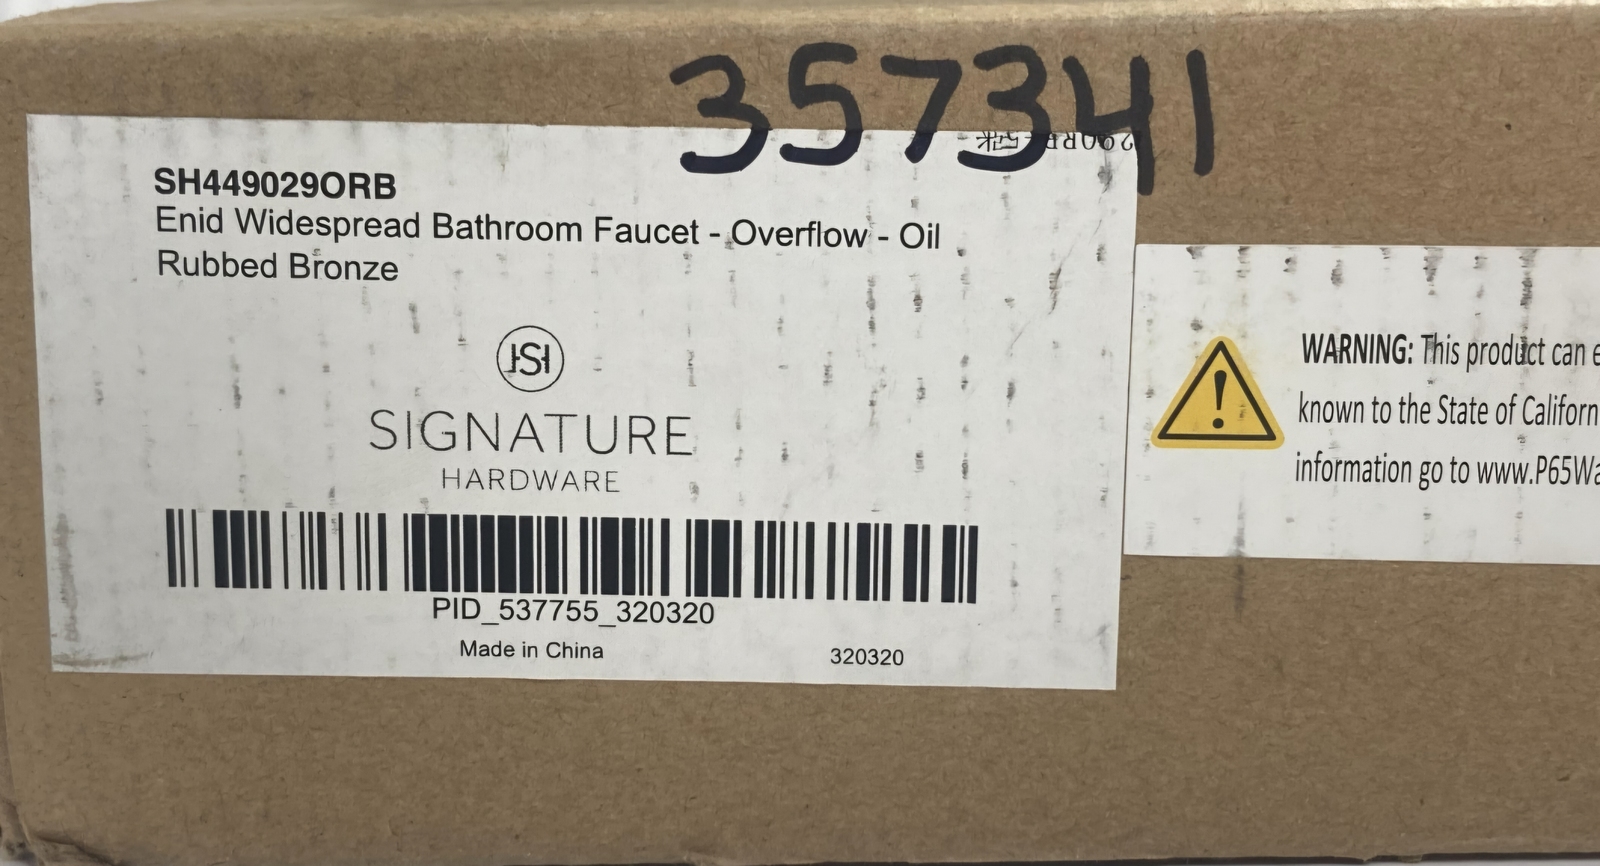 357341
SH449029ORB
Enid Widespread Bathroom Faucet - Overflow - Oil
Rubbed Bronze
SIGNATURE
HARDWARE
PID_537755_320320
Made in China
320320
WARNING: This product can
known to the State of Californ
information go to www.P65Wa